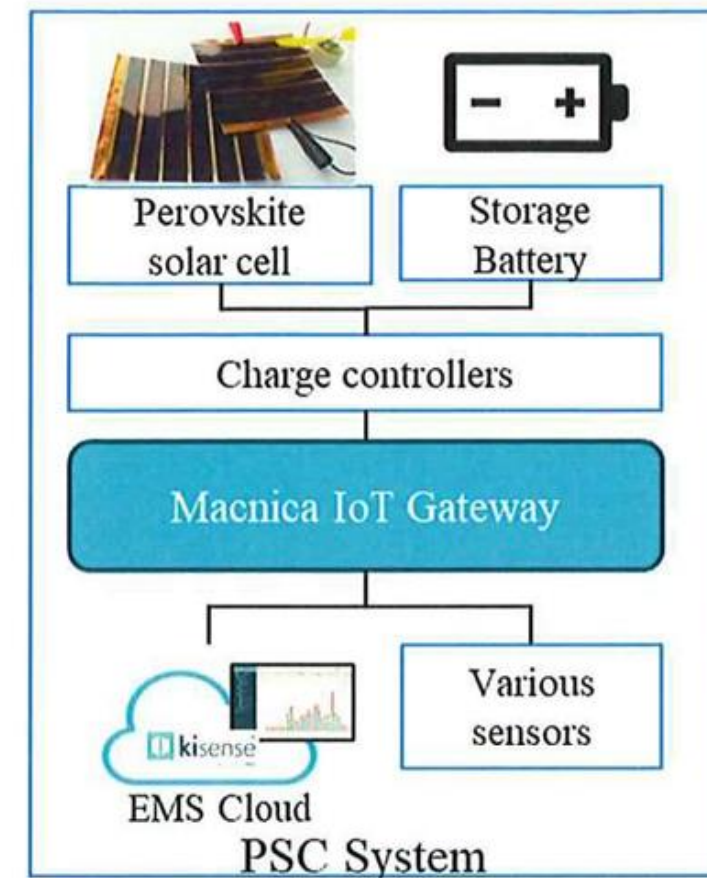 Perovskite
solar cell
Storage
Battery
Charge controllers
Macnica IoT Gateway
kisense
Various
sensors
EMS Cloud
PSC System